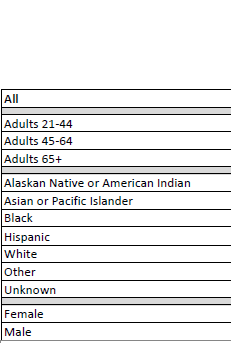 All
Adults 21-44
Adults 45-64
Adults 65+
Alaskan Native or American Indian
Asian or Pacific Islander
Black
Hispanic
White
Other
Unknown
Female
Male